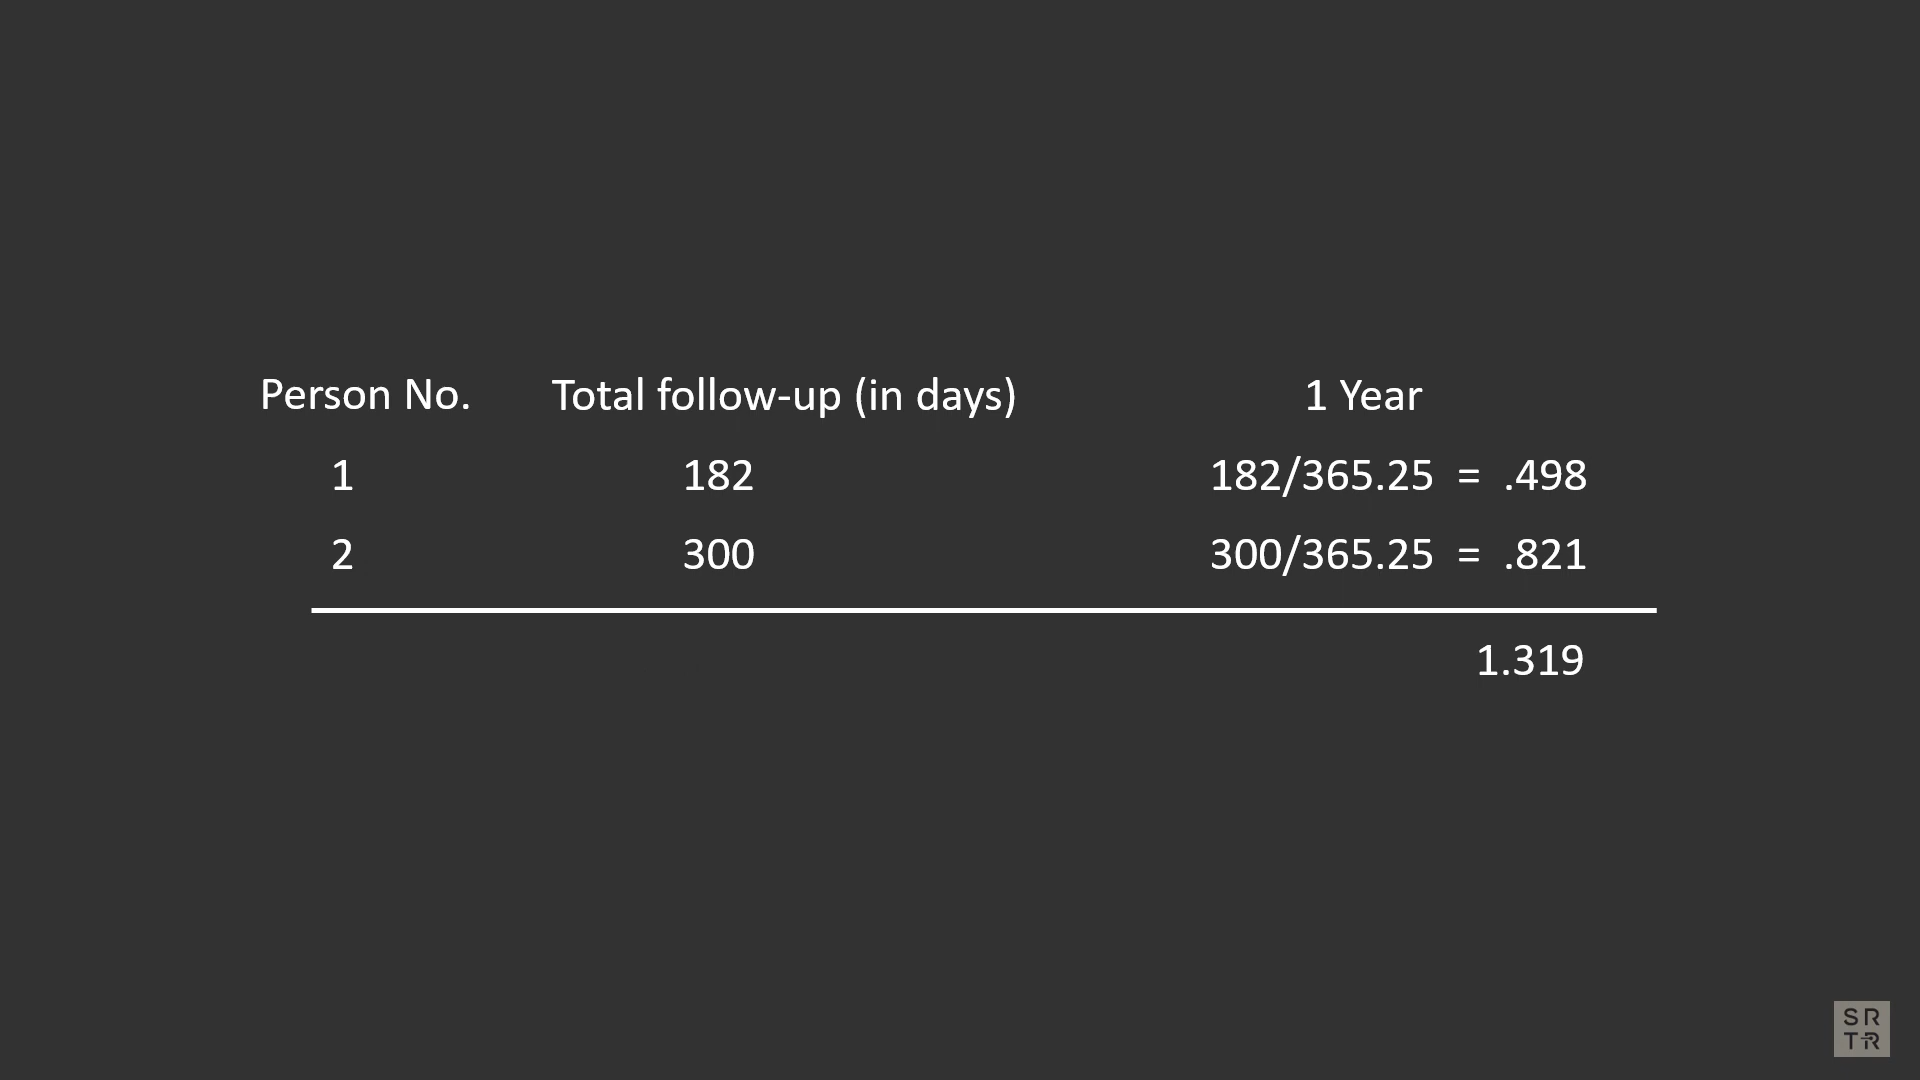 Person No. Total follow-up (in days) 1 Year
1 182 182/365.25 = .498
2 300 300/365.25 = .821
1.319
SR
TR